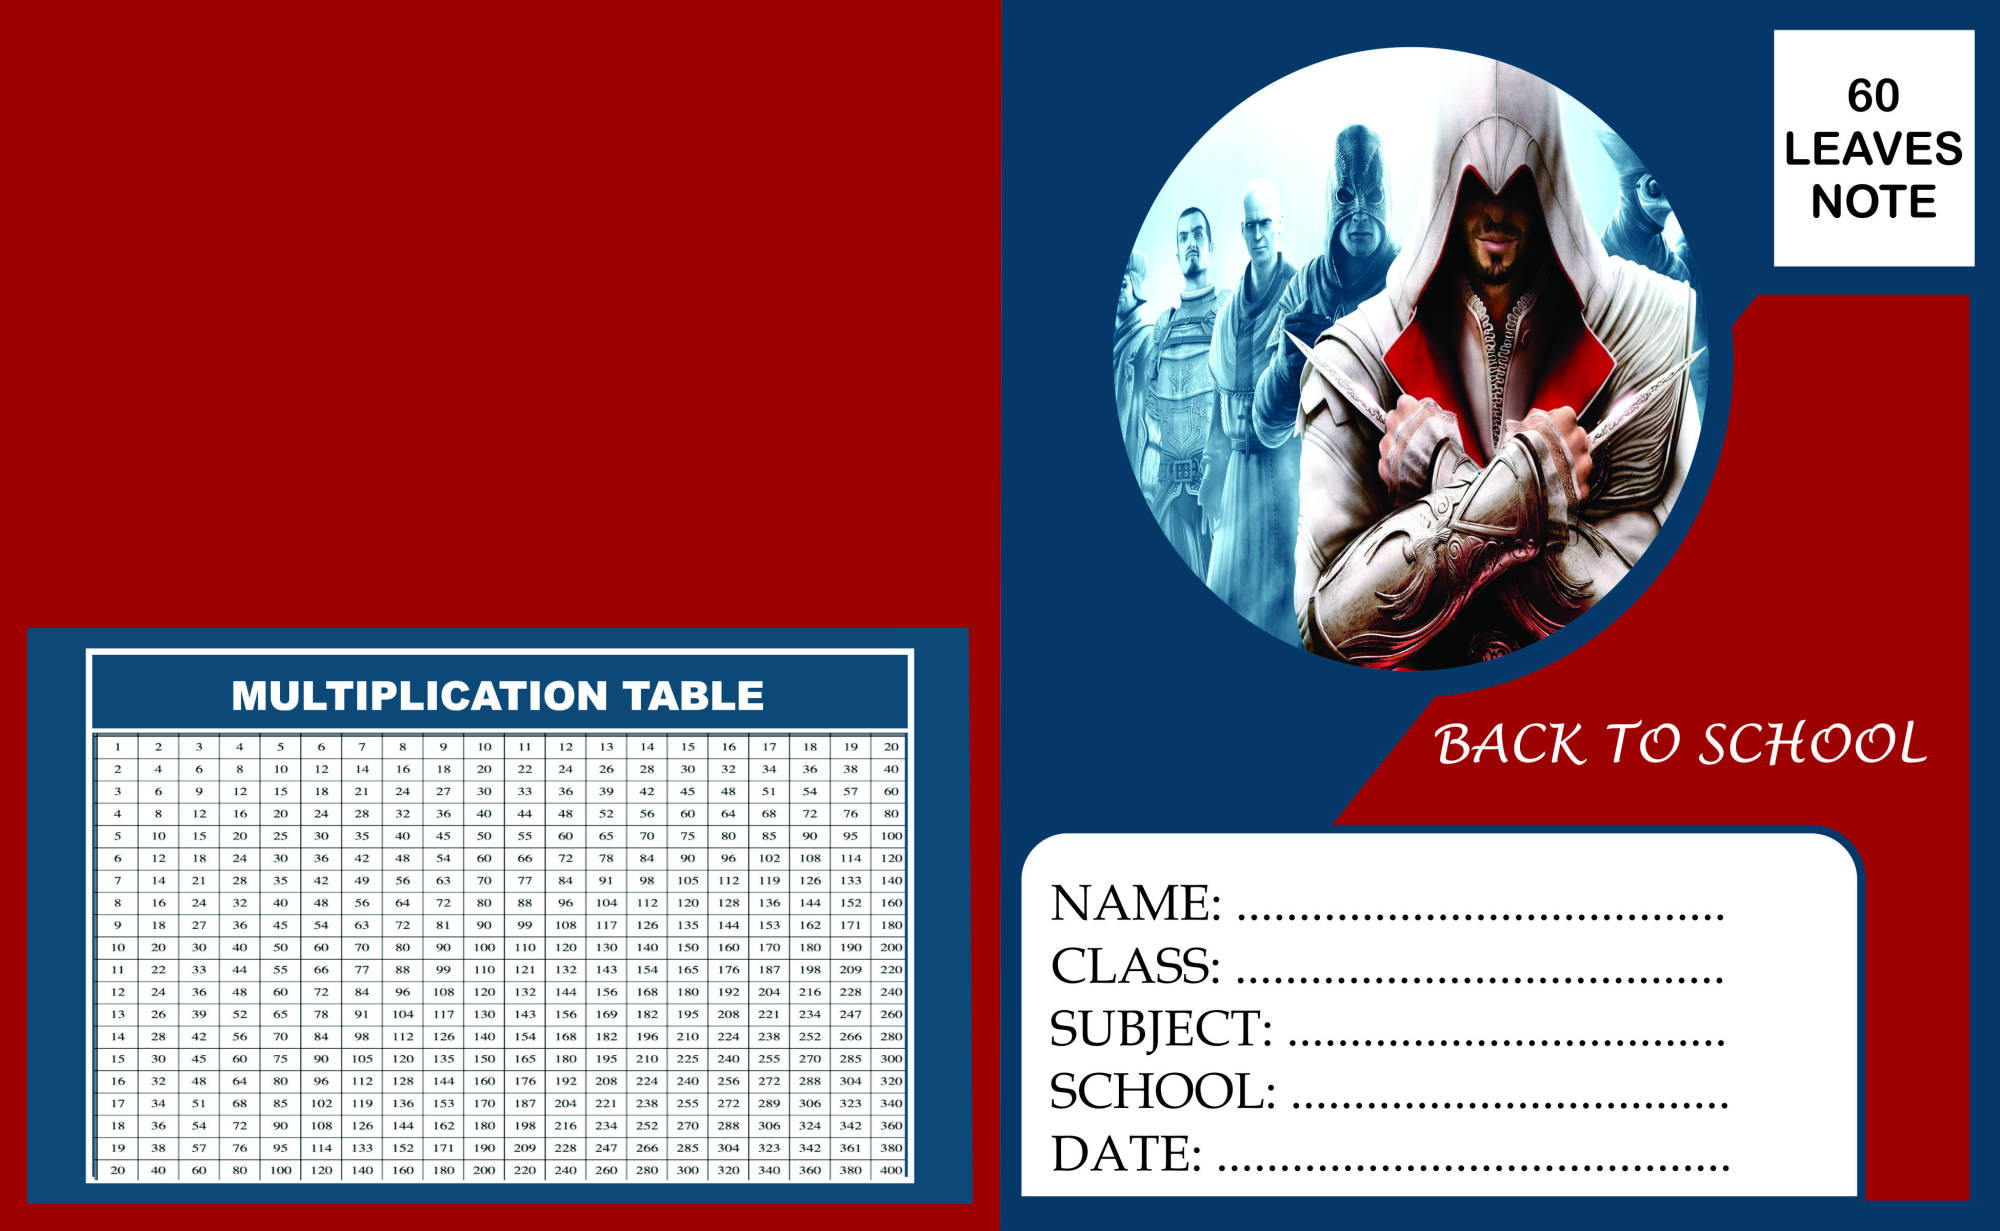 MULTIPLICATION TABLE
1 2 3 4 5 6 7 8 9 10 11 12 13 14 15 16 17 18 19 20
2 4 6 8 10 12 14 16 18 20 22 24 26 28 30 32 34 36 38 40
3 6 9 12 15 18 21 24 27 30 33 36 39 42 45 48 51 54 57 60
4 8 12 16 20 24 28 32 36 40 44 48 52 56 60 64 68 72 76 80
5 10 15 20 25 30 35 40 45 50 55 60 65 70 75 80 85 90 95 100
6 12 18 24 30 36 42 48 54 60 66 72 78 84 90 96 102 108 114 120
7 14 21 28 35 42 49 56 63 70 77 84 91 98 105 112 119 126 133 140
8 16 24 32 40 48 56 64 72 80 88 96 104 112 120 128 136 144 152 160
9 18 27 36 45 54 63 72 81 90 99 108 117 126 135 144 153 162 171 180
10 20 30 40 50 60 70 80 90 100 110 120 130 140 150 160 170 180 190 200
11 22 33 44 55 66 77 88 99 110 121 132 143 154 165 176 187 198 209 220
12 24 36 48 60 72 84 96 108 120 132 144 156 168 180 192 204 216 228 240
13 26 39 52 65 78 91 104 117 130 143 156 169 182 195 208 221 234 247 260
14 28 42 56 70 84 98 112 126 140 154 168 182 196 210 224 238 252 266 280
15 30 45 60 75 90 105 120 135 150 165 180 195 210 225 240 255 270 285 300
16 32 48 64 80 96 112 128 144 160 176 192 208 224 240 256 272 288 304 320
17 34 51 68 85 102 119 136 153 170 187 204 221 238 255 272 289 306 323 340
18 36 54 72 90 108 126 144 162 180 198 216 234 252 270 288 306 324 342 360
19 38 57 76 95 114 133 152 171 190 209 228 247 266 285 304 323 342 361 380
20 40 60 80 100 120 140 160 180 200 220 240 260 280 300 320 340 360 380 400
60
LEAVES
NOTE
BACK TO SCHOOL
NAME: .......................................
CLASS: .......................................
SUBJECT: ...................................
SCHOOL: ...................................
DATE: .........................................